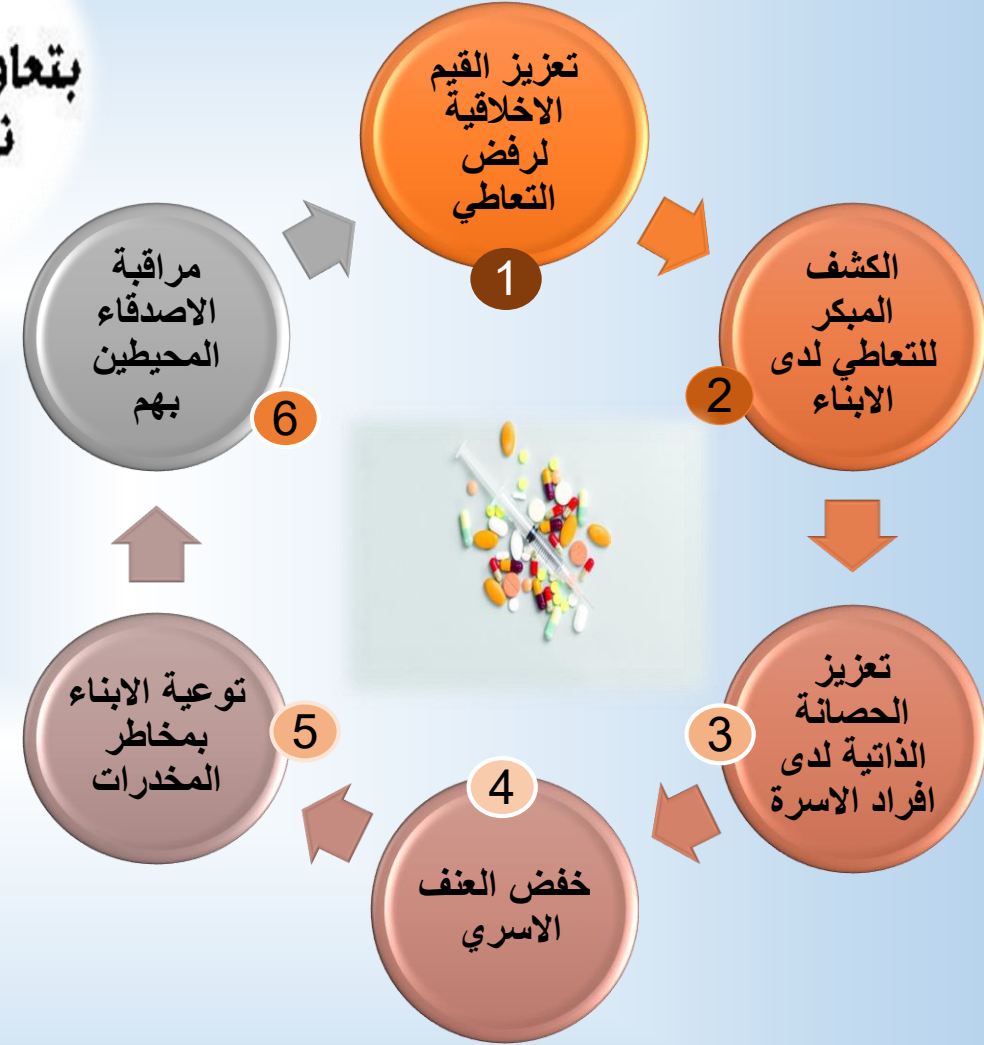 تعزيز القيم
الاخلاقية
لرفض
التعاطي
1
الكشف
المبكر
للتعاطي لدى
الابناء
2
تعزيز
الحصانة
الذاتية لدى
افراد الاسرة
3
خفض العنف
الاسري
4
توعية الابناء
بمخاطر
المخدرات
5
مراقبة
الاصدقاء
المحيطين
بهم
6